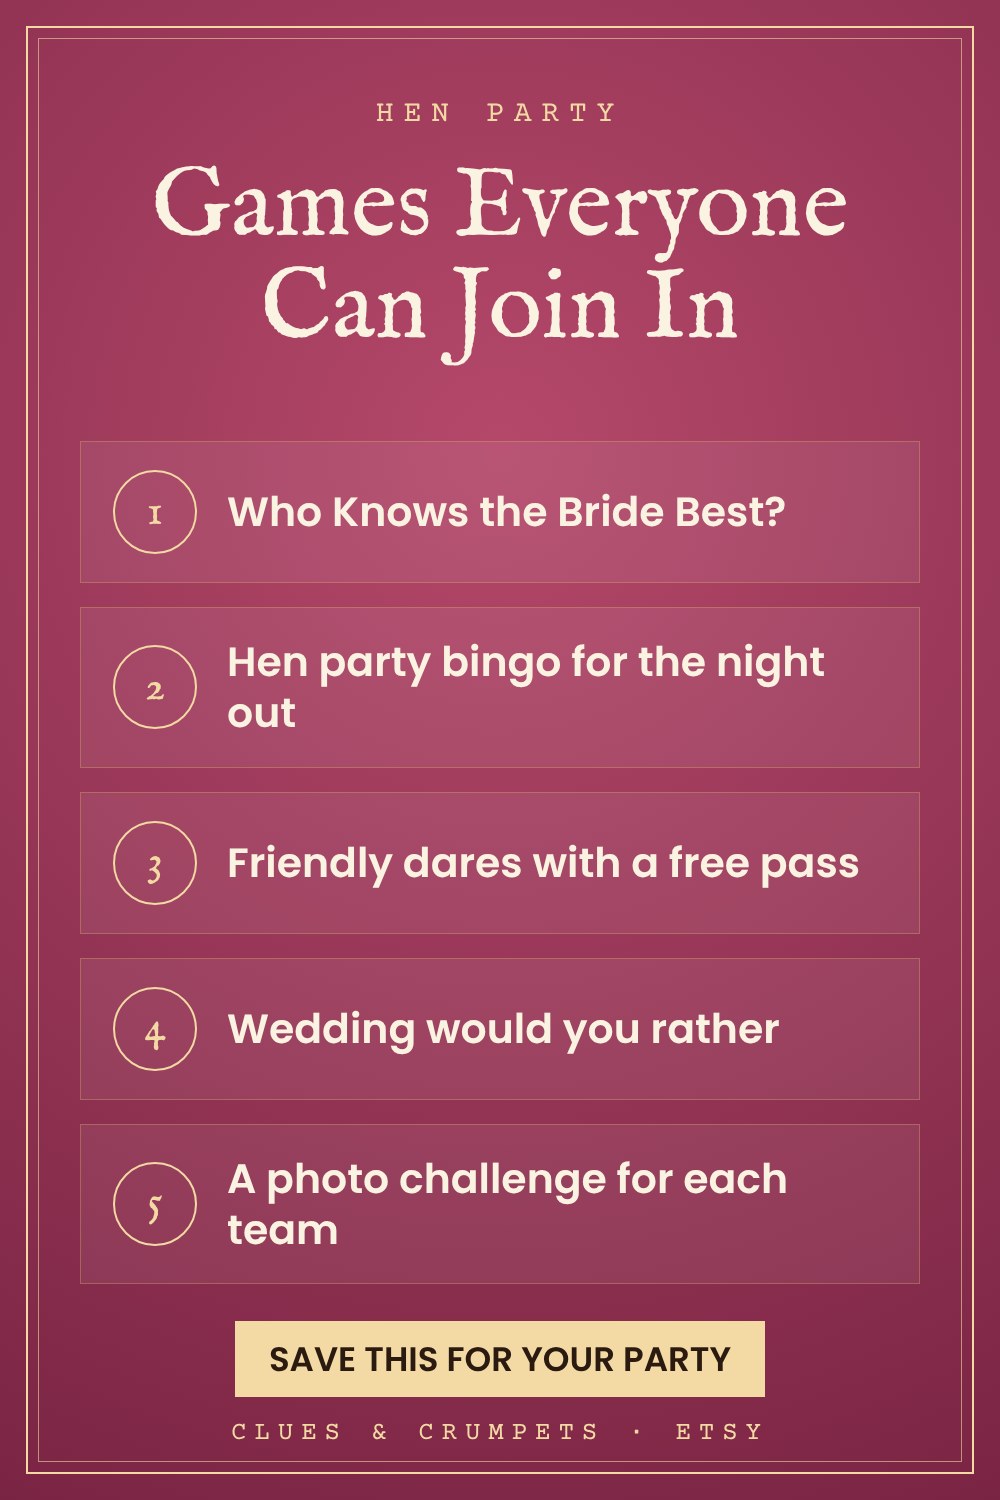 HEN PARTY
Games Everyone
Can Join In
1
Who Knows the Bride Best?
2
Hen party bingo for the night
out
3
Friendly dares with a free pass
4
Wedding would you rather
5
A photo challenge for each
team
SAVE THIS FOR YOUR PARTY
CLUES & CRUMPETS · ETSY